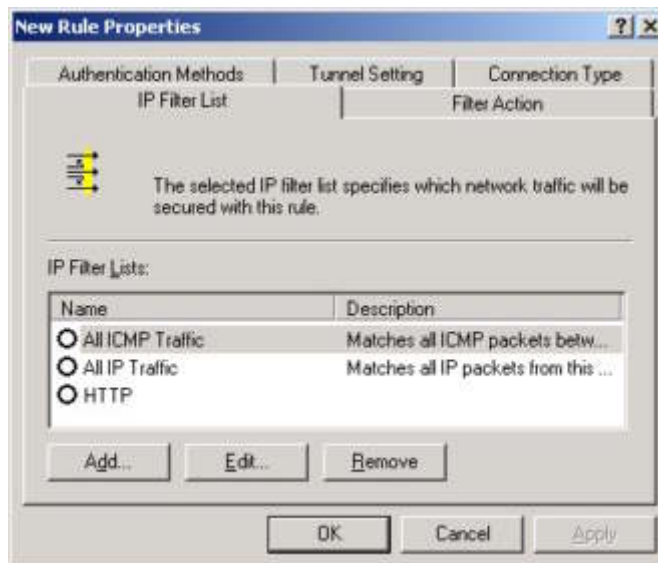 New Rule Properties
Authentication Methods Tunnel Setting Connection Type
IP Filter List Filter Action
The selected IP filter list specifies which network traffic will be
secured with this rule.
IP Filter Lists:
Name Description
All ICMP Traffic Matches all ICMP packets betw...
All IP Traffic Matches all IP packets from this ...
HTTP
Add... Edit... Remove
OK Cancel Apply